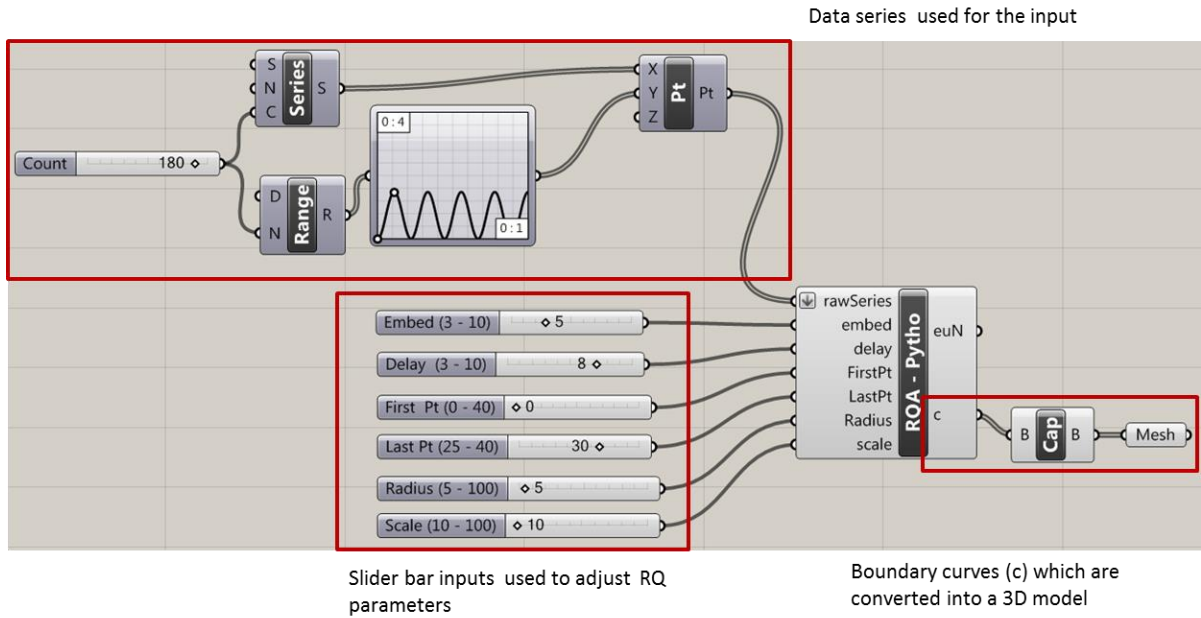 Data series used for the input
S
N
C
Series
S
X
Y
Z
Pt
Pt
0 : 4
0 : 1
Count
180
D
N
Range
R
rawSeries
embed
delay
FirstPt
LastPt
Radius
scale
RQA - Pytho
euN
c
Embed (3 - 10)
5
Delay (3 - 10)
8
First Pt (0 - 40)
0
Last Pt (25 - 40)
30
Radius (5 - 100)
5
Scale (10 - 100)
10
B
Cap
B
Mesh
Slider bar inputs used to adjust RQ
parameters
Boundary curves (c) which are
converted into a 3D model